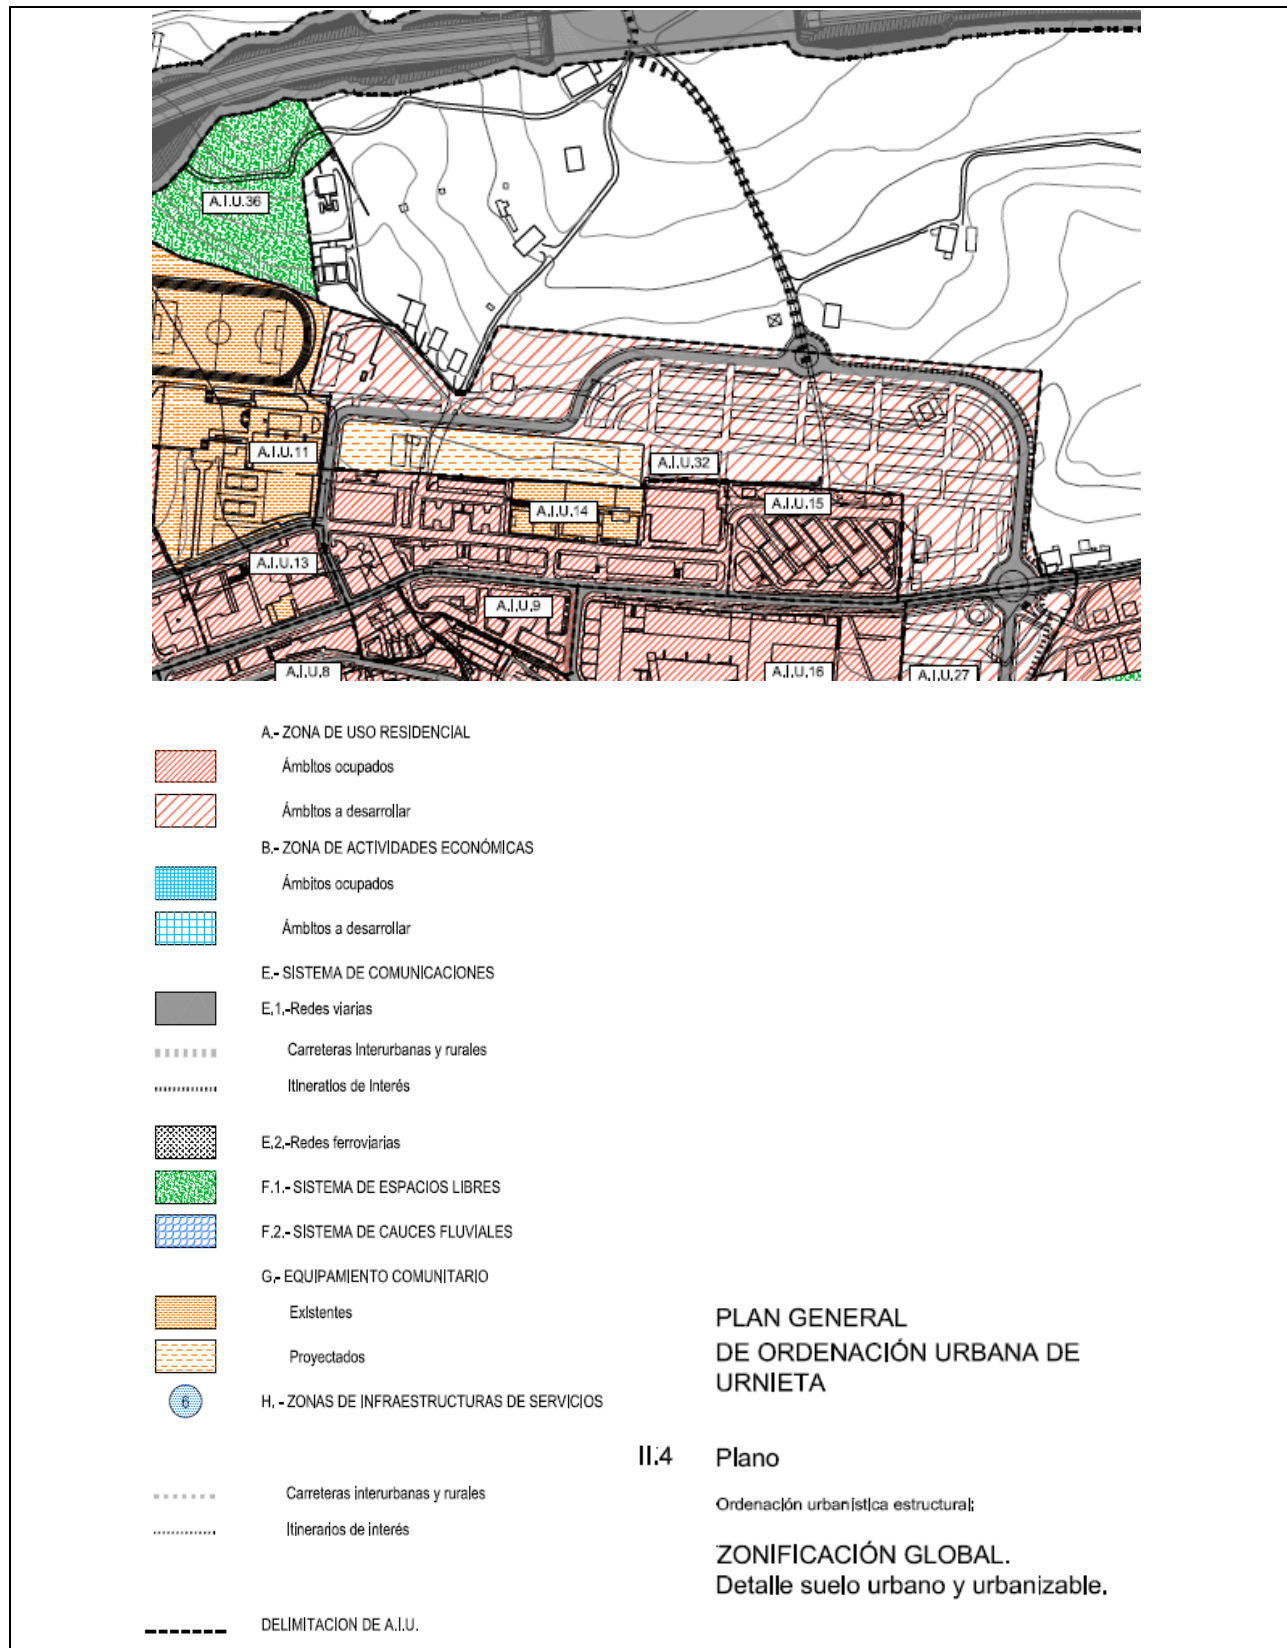 A.I.U.36
A.I.U.11
A.I.U.32
A.I.U.15
A.I.U.14
A.I.U.13
A.I.U.9
A.I.U.8
A.I.U.16
A.I.U.27
A.- ZONA DE USO RESIDENCIAL
Ámbitos ocupados
Ámbitos a desarrollar
B.- ZONA DE ACTIVIDADES ECONÓMICAS
Ámbitos ocupados
Ámbitos a desarrollar
E.- SISTEMA DE COMUNICACIONES
E.1.-Redes viarias
Carreteras Interurbanas y rurales
Itineratios de Interés
E.2.-Redes ferroviarias
F.1.- SISTEMA DE ESPACIOS LIBRES
F.2.- SISTEMA DE CAUCES FLUVIALES
G.- EQUIPAMIENTO COMUNITARIO
Existentes
Proyectados
6 H. - ZONAS DE INFRAESTRUCTURAS DE SERVICIOS
PLAN GENERAL
DE ORDENACIÓN URBANA DE
URNIETA
II.4 Plano
Carreteras interurbanas y rurales
Itinerarios de interés
Ordenación urbanistica estructural:
ZONIFICACIÓN GLOBAL.
Detalle suelo urbano y urbanizable.
DELIMITACION DE A.I.U.